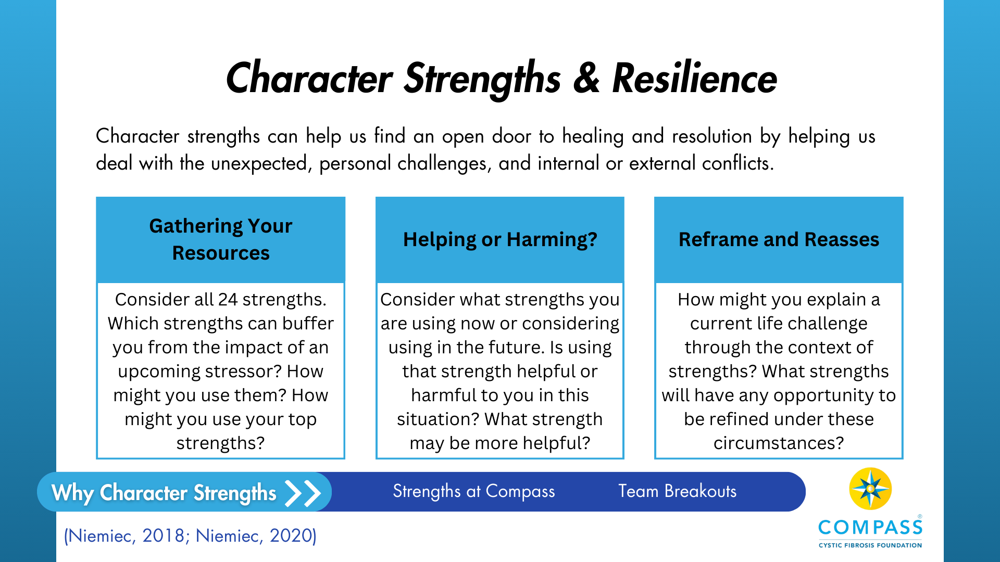 Character Strengths & Resilience
Character strengths can help us find an open door to healing and resolution by helping us
deal with the unexpected, personal challenges, and internal or external conflicts.
Gathering Your
Resources
Consider all 24 strengths.
Which strengths can buffer
you from the impact of an
upcoming stressor? How
might you use them? How
might you use your top
strengths?
Helping or Harming?
Consider what strengths you
are using now or considering
using in the future. Is using
that strength helpful or
harmful to you in this
situation? What strength
may be more helpful?
Reframe and Reasses
How might you explain a
current life challenge
through the context of
strengths? What strengths
will have any opportunity to
be refined under these
circumstances?
Why Character Strengths
Strengths at Compass
Team Breakouts
(Niemiec, 2018; Niemiec, 2020)
COMPASS®
CYSTIC FIBROSIS FOUNDATION